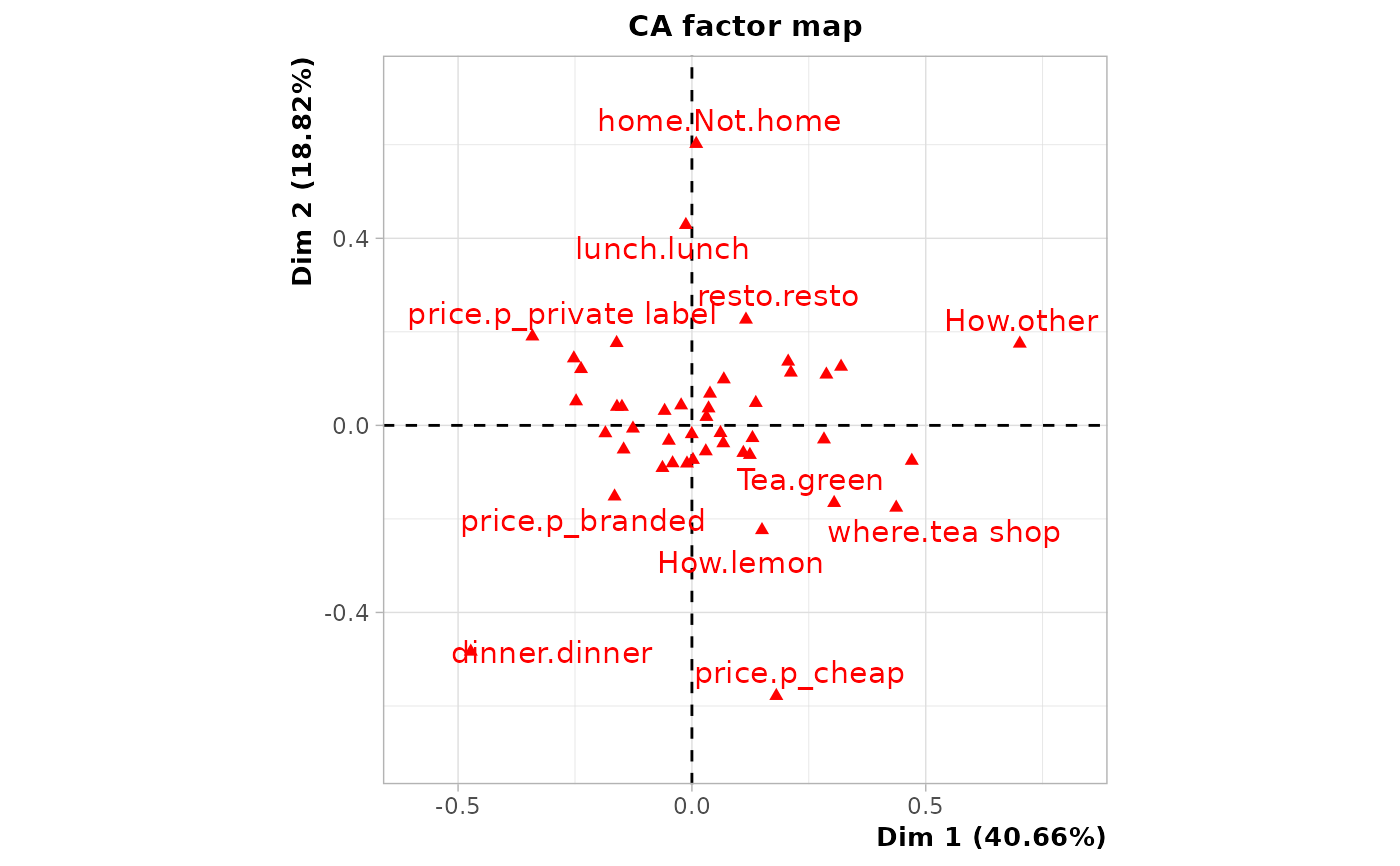 CA factor map
Dim 2 (18.82%)
home.Not.home
0.4
lunch.lunch
resto.resto
price.p_private label
How.other
0.0
Tea.green
price.p_branded
where.tea shop
How.lemon
-0.4
dinner.dinner
price.p_cheap
-0.5
0.0
0.5
Dim 1 (40.66%)